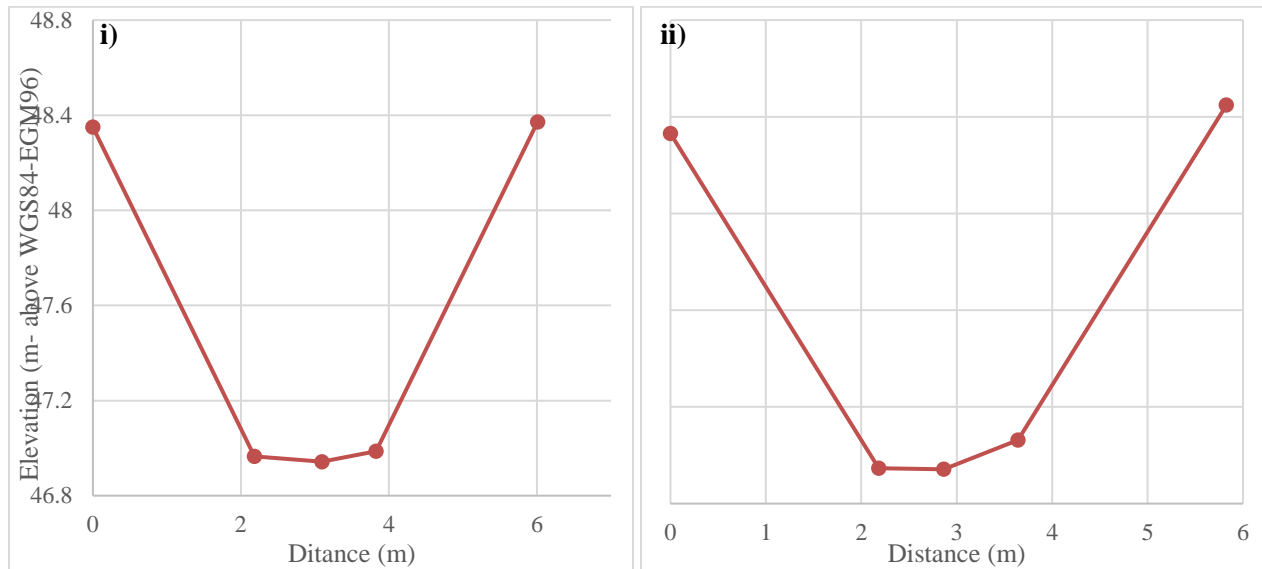 i)
48.8
48.4
48
47.6
47.2
46.8
Elevation (m- above WGS84-EGM96)
0 2 4 6
Ditance (m)
ii)
0 1 2 3 4 5 6
Distance (m)